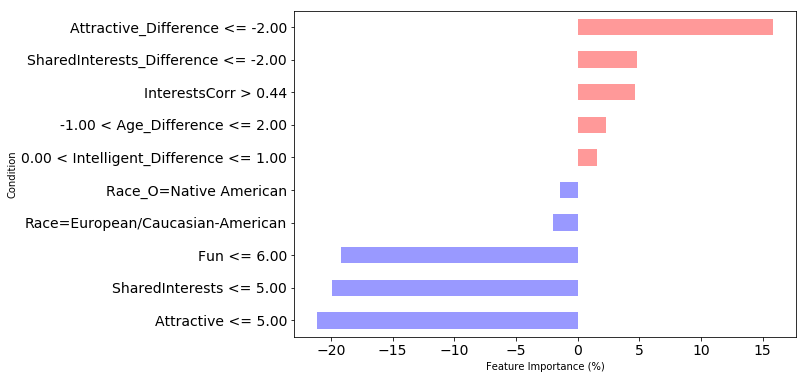 Attractive_Difference <= -2.00
SharedInterests_Difference <= -2.00
InterestsCorr > 0.44
-1.00 < Age_Difference <= 2.00
0.00 < Intelligent_Difference <= 1.00
Race_O=Native American
Race=European/Caucasian-American
Fun <= 6.00
SharedInterests <= 5.00
Attractive <= 5.00
Condition
−20 −15 −10 −5 0 5 10 15
Feature Importance (%)